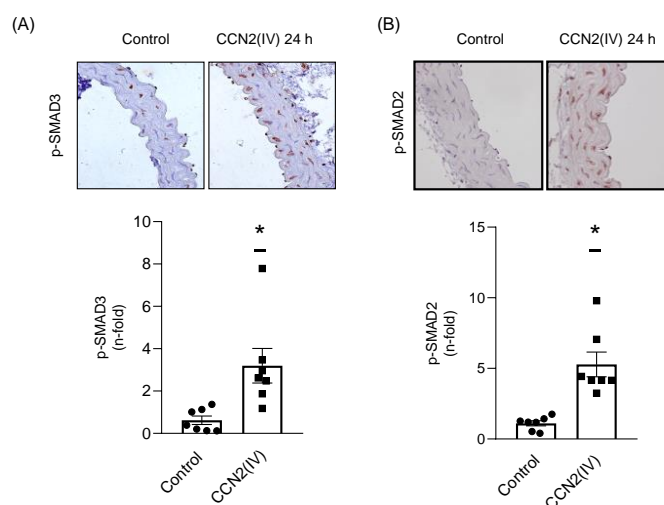 (A)
Control CCN2(IV) 24 h
p-SMAD3
10
8
6
4
2
0
p-SMAD3
(n-fold)
*
Control
CCN2(IV)
(B)
Control CCN2(IV) 24 h
p-SMAD2
15
10
5
0
p-SMAD2
(n-fold)
*
Control
CCN2(IV)